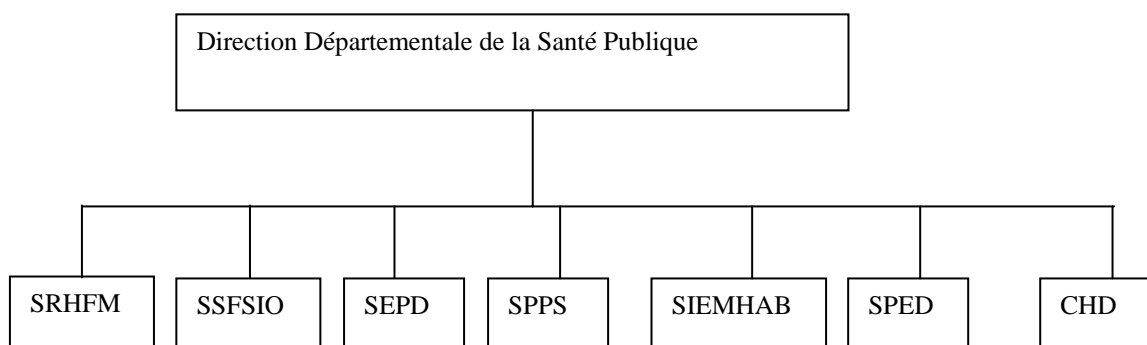 Direction Départementale de la Santé Publique
SRHFM
SSFSIO
SEPD
SPPS
SIEMHAB
SPED
CHD